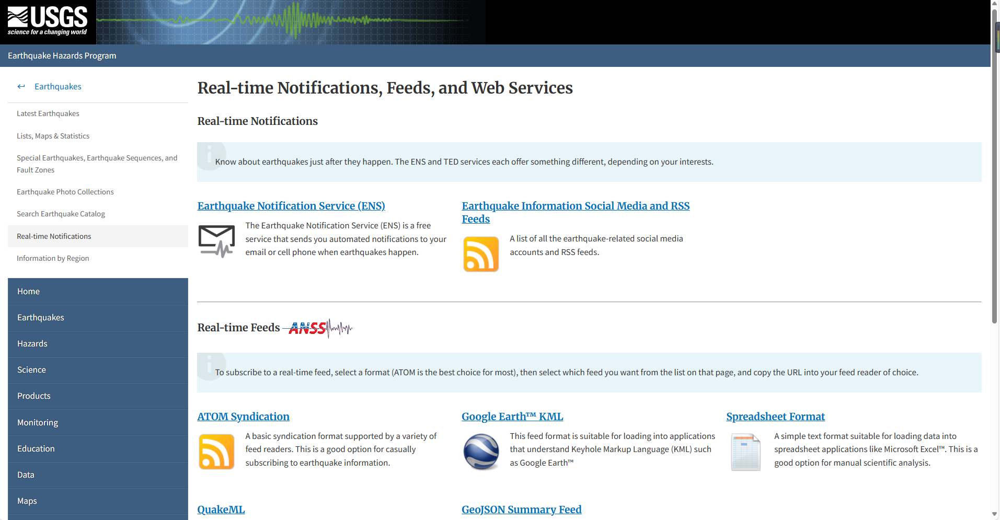 USGS
science for a changing world
Earthquake Hazards Program
Earthquakes
Latest Earthquakes
Lists, Maps & Statistics
Special Earthquakes, Earthquake Sequences, and
Fault Zones
Earthquake Photo Collections
Search Earthquake Catalog
Real-time Notifications
Information by Region
Home
Earthquakes
Hazards
Science
Products
Monitoring
Education
Data
Maps
Real-time Notifications, Feeds, and Web Services
Real-time Notifications
Know about earthquakes just after they happen. The ENS and TED services each offer something different, depending on your interests.
Earthquake Notification Service (ENS)
The Earthquake Notification Service (ENS) is a free
service that sends you automated notifications to your
email or cell phone when earthquakes happen.
Earthquake Information Social Media and RSS
Feeds
A list of all the earthquake-related social media
accounts and RSS feeds.
Real-time Feeds ANSS
To subscribe to a real-time feed, select a format (ATOM is the best choice for most), then select which feed you want from the list on that page, and copy the URL into your feed reader of choice.
ATOM Syndication
A basic syndication format supported by a variety of
feed readers. This is a good option for casually
subscribing to earthquake information.
Google Earth™ KML
This feed format is suitable for loading into applications
that understand Keyhole Markup Language (KML) such
as Google Earth™
Spreadsheet Format
A simple text format suitable for loading data into
spreadsheet applications like Microsoft Excel™. This is a
good option for manual scientific analysis.
QuakeML
GeoJSON Summary Feed